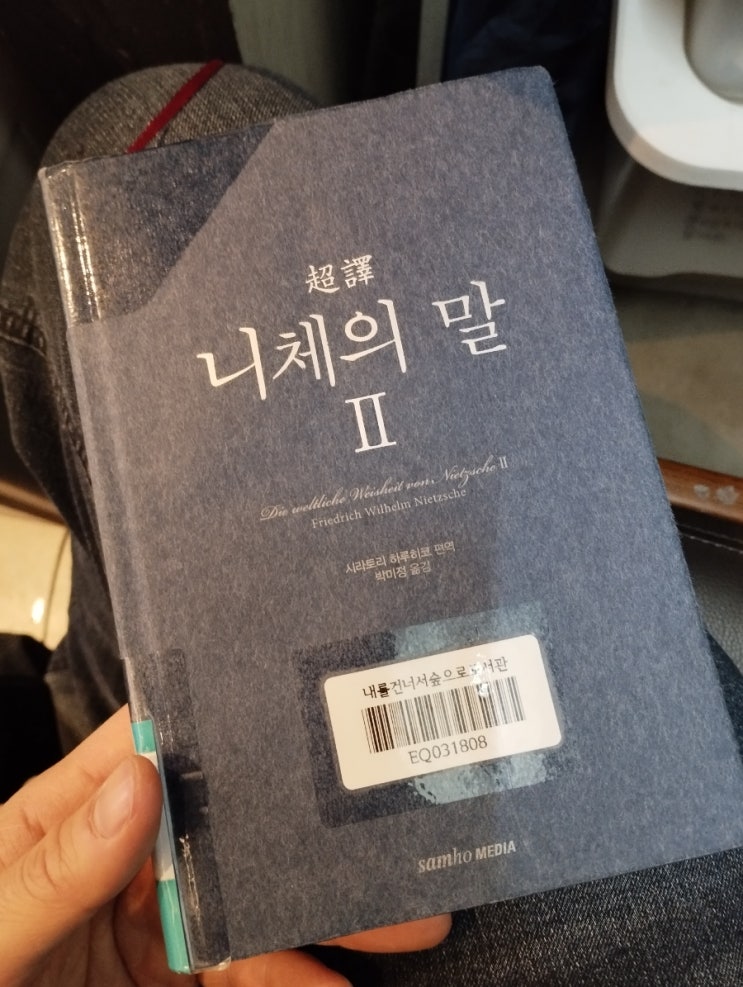 超譯
니체의 말
Ⅱ
Die weltliche Weisheit von Nietzsche Ⅱ
Friedrich Wilhelm Nietzsche
시라토리 하루히코 편역
박미정 옮김
내를건너서숲으로도서관
EQ031808
samho MEDIA